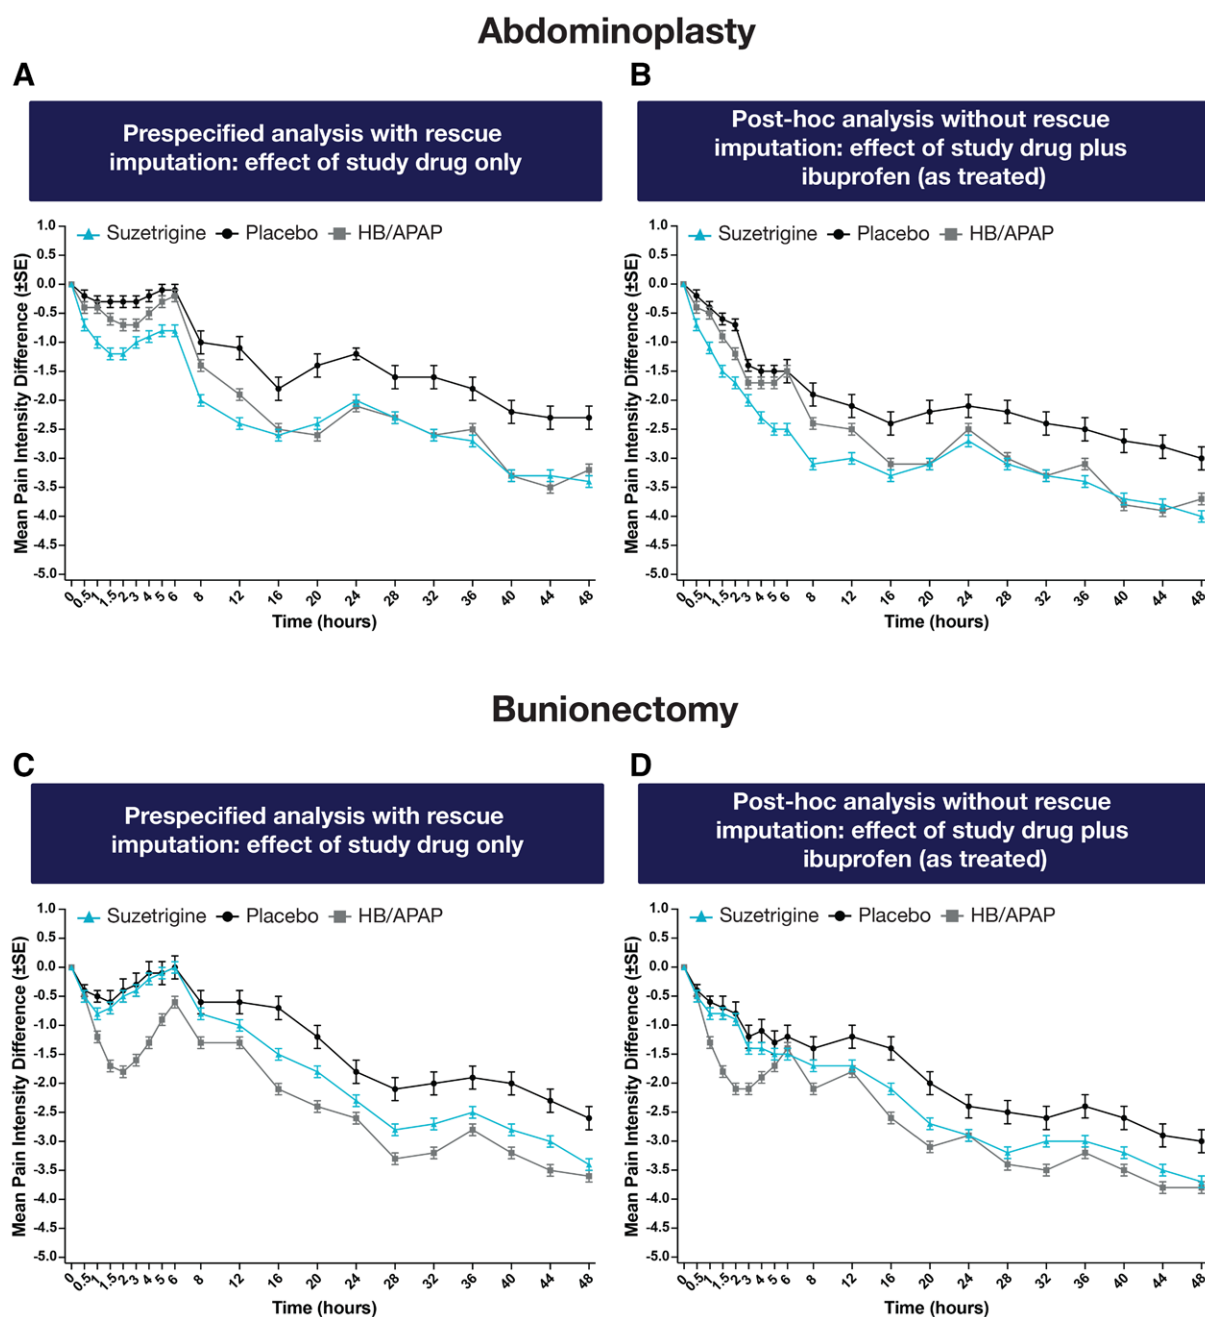 Abdominoplasty
A
Prespecified analysis with rescue
imputation: effect of study drug only
Mean Pain Intensity Difference (±SE)
Suzetrigine Placebo HB/APAP
1.0
0.5
0.0
-0.5
-1.0
-1.5
-2.0
-2.5
-3.0
-3.5
-4.0
-4.5
-5.0
0 0.5 1 1.5 2 3 4 5 6 8 12 16 20 24 28 32 36 40 44 48
Time (hours)
B
Post-hoc analysis without rescue
imputation: effect of study drug plus
ibuprofen (as treated)
Mean Pain Intensity Difference (±SE)
Suzetrigine Placebo HB/APAP
1.0
0.5
0.0
-0.5
-1.0
-1.5
-2.0
-2.5
-3.0
-3.5
-4.0
-4.5
-5.0
0 0.5 1 1.5 2 3 4 5 6 8 12 16 20 24 28 32 36 40 44 48
Time (hours)
Bunionectomy
C
Prespecified analysis with rescue
imputation: effect of study drug only
Mean Pain Intensity Difference (±SE)
Suzetrigine Placebo HB/APAP
1.0
0.5
0.0
-0.5
-1.0
-1.5
-2.0
-2.5
-3.0
-3.5
-4.0
-4.5
-5.0
0 0.5 1 1.5 2 3 4 5 6 8 12 16 20 24 28 32 36 40 44 48
Time (hours)
D
Post-hoc analysis without rescue
imputation: effect of study drug plus
ibuprofen (as treated)
Mean Pain Intensity Difference (±SE)
Suzetrigine Placebo HB/APAP
1.0
0.5
0.0
-0.5
-1.0
-1.5
-2.0
-2.5
-3.0
-3.5
-4.0
-4.5
-5.0
0 0.5 1 1.5 2 3 4 5 6 8 12 16 20 24 28 32 36 40 44 48
Time (hours)